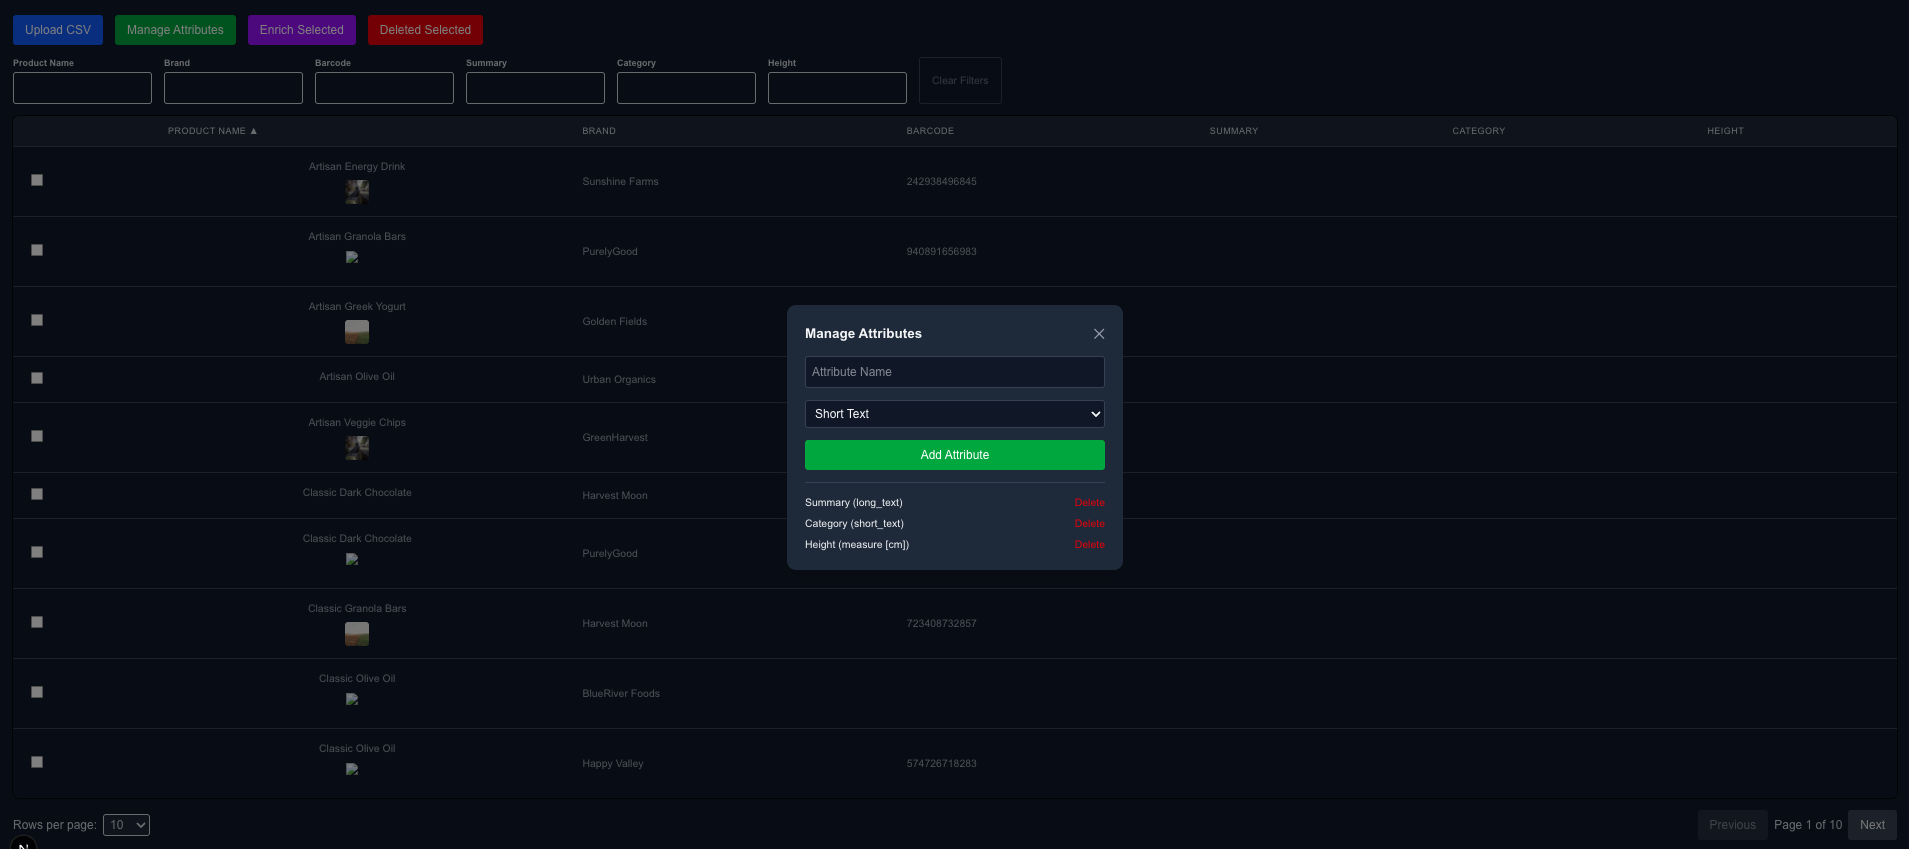 Upload CSV Manage Attributes Enrich Selected Deleted Selected
Product Name Brand Barcode Summary Category Height
Clear Filters
PRODUCT NAME ▲ BRAND BARCODE SUMMARY CATEGORY HEIGHT
Artisan Energy Drink
Sunshine Farms 242938496845
Artisan Granola Bars
PurelyGood 940891656983
Artisan Greek Yogurt
Golden Fields
Artisan Olive Oil
Urban Organics
Artisan Veggie Chips
GreenHarvest
Classic Dark Chocolate
Harvest Moon
Classic Dark Chocolate
PurelyGood
Classic Granola Bars
Harvest Moon 723408732857
Classic Olive Oil
BlueRiver Foods
Classic Olive Oil
Happy Valley 574726718283
Manage Attributes
Attribute Name
Short Text
Add Attribute
Summary (long_text) Delete
Category (short_text) Delete
Height (measure [cm]) Delete
Rows per page: 10 Previous Page 1 of 10 Next
N